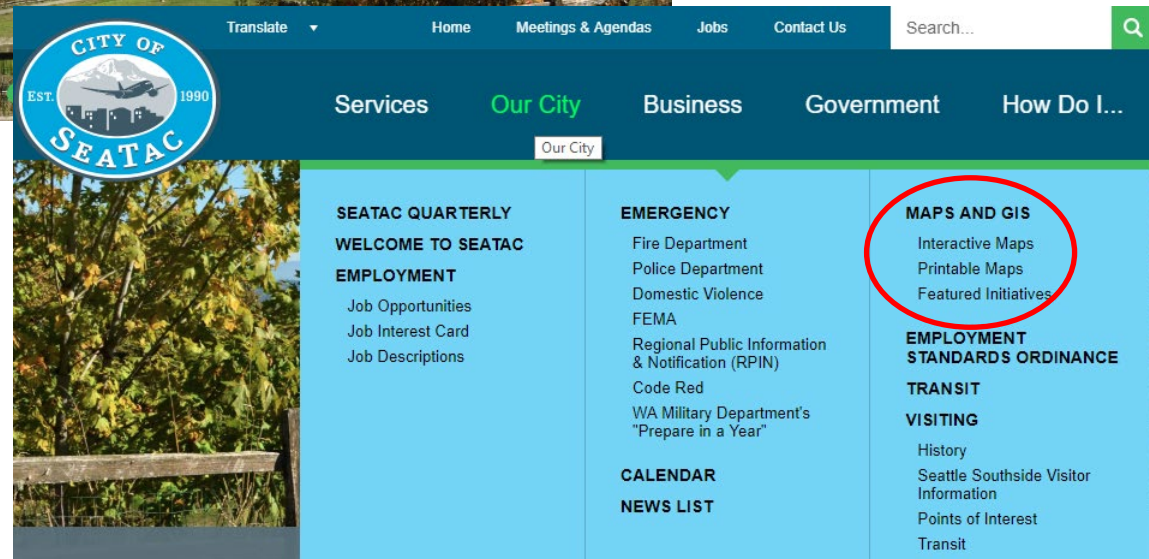 Translate
Home
Meetings & Agendas
Jobs
Contact Us
Search...
CITY OF
EST.
1990
SEATAC
Services
Our City
Business
Government
How Do I...
Our City
SEATAC QUARTERLY
WELCOME TO SEATAC
EMPLOYMENT
Job Opportunities
Job Interest Card
Job Descriptions
EMERGENCY
Fire Department
Police Department
Domestic Violence
FEMA
Regional Public Information
& Notification (RPIN)
Code Red
WA Military Department's
"Prepare in a Year"
CALENDAR
NEWS LIST
MAPS AND GIS
Interactive Maps
Printable Maps
Featured Initiatives
EMPLOYMENT
STANDARDS ORDINANCE
TRANSIT
VISITING
History
Seattle Southside Visitor
Information
Points of Interest
Transit